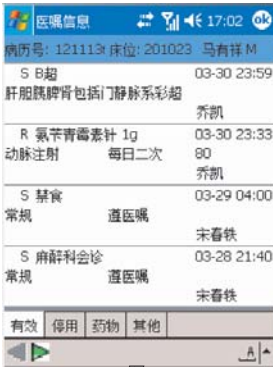 医嘱信息 17:02 ok
病历号: 121113 床位: 201023 马有祥 M
S B超 03-30 23:59
肝胆胰脾肾包括门静脉系彩超
乔凯
R 氨苄青霉素针 1g 03-30 23:33
动脉注射 每日二次 80
乔凯
S 禁食 03-29 04:00
常规 遵医嘱
宋春轶
S 麻醉科会诊 03-28 21:40
常规 遵医嘱
宋春轶
有效 停用 药物 其他
A